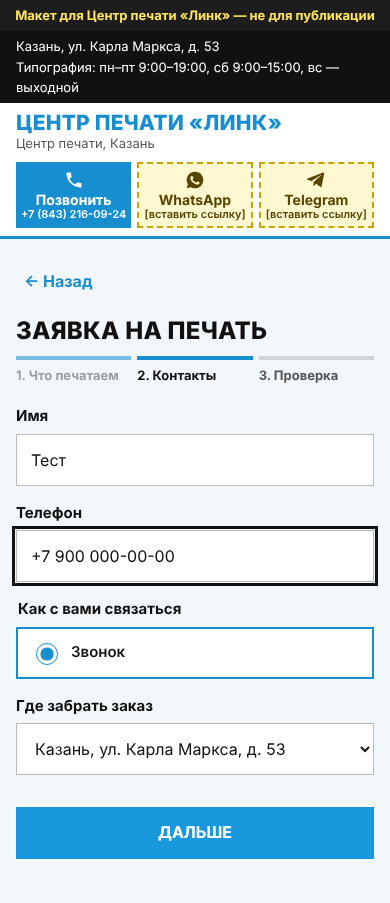 Макет для Центр печати «Линк» — не для публикации
Казань, ул. Карла Маркса, д. 53
Типография: пн–пт 9:00–19:00, сб 9:00–15:00, вс —
выходной
ЦЕНТР ПЕЧАТИ «ЛИНК»
Центр печати, Казань
Позвонить
+7 (843) 216-09-24
WhatsApp
[вставить ссылку]
Telegram
[вставить ссылку]
← Назад
ЗАЯВКА НА ПЕЧАТЬ
1. Что печатаем
2. Контакты
3. Проверка
Имя
Тест
Телефон
+7 900 000-00-00
Как с вами связаться
Звонок
Где забрать заказ
Казань, ул. Карла Маркса, д. 53
ДАЛЬШЕ